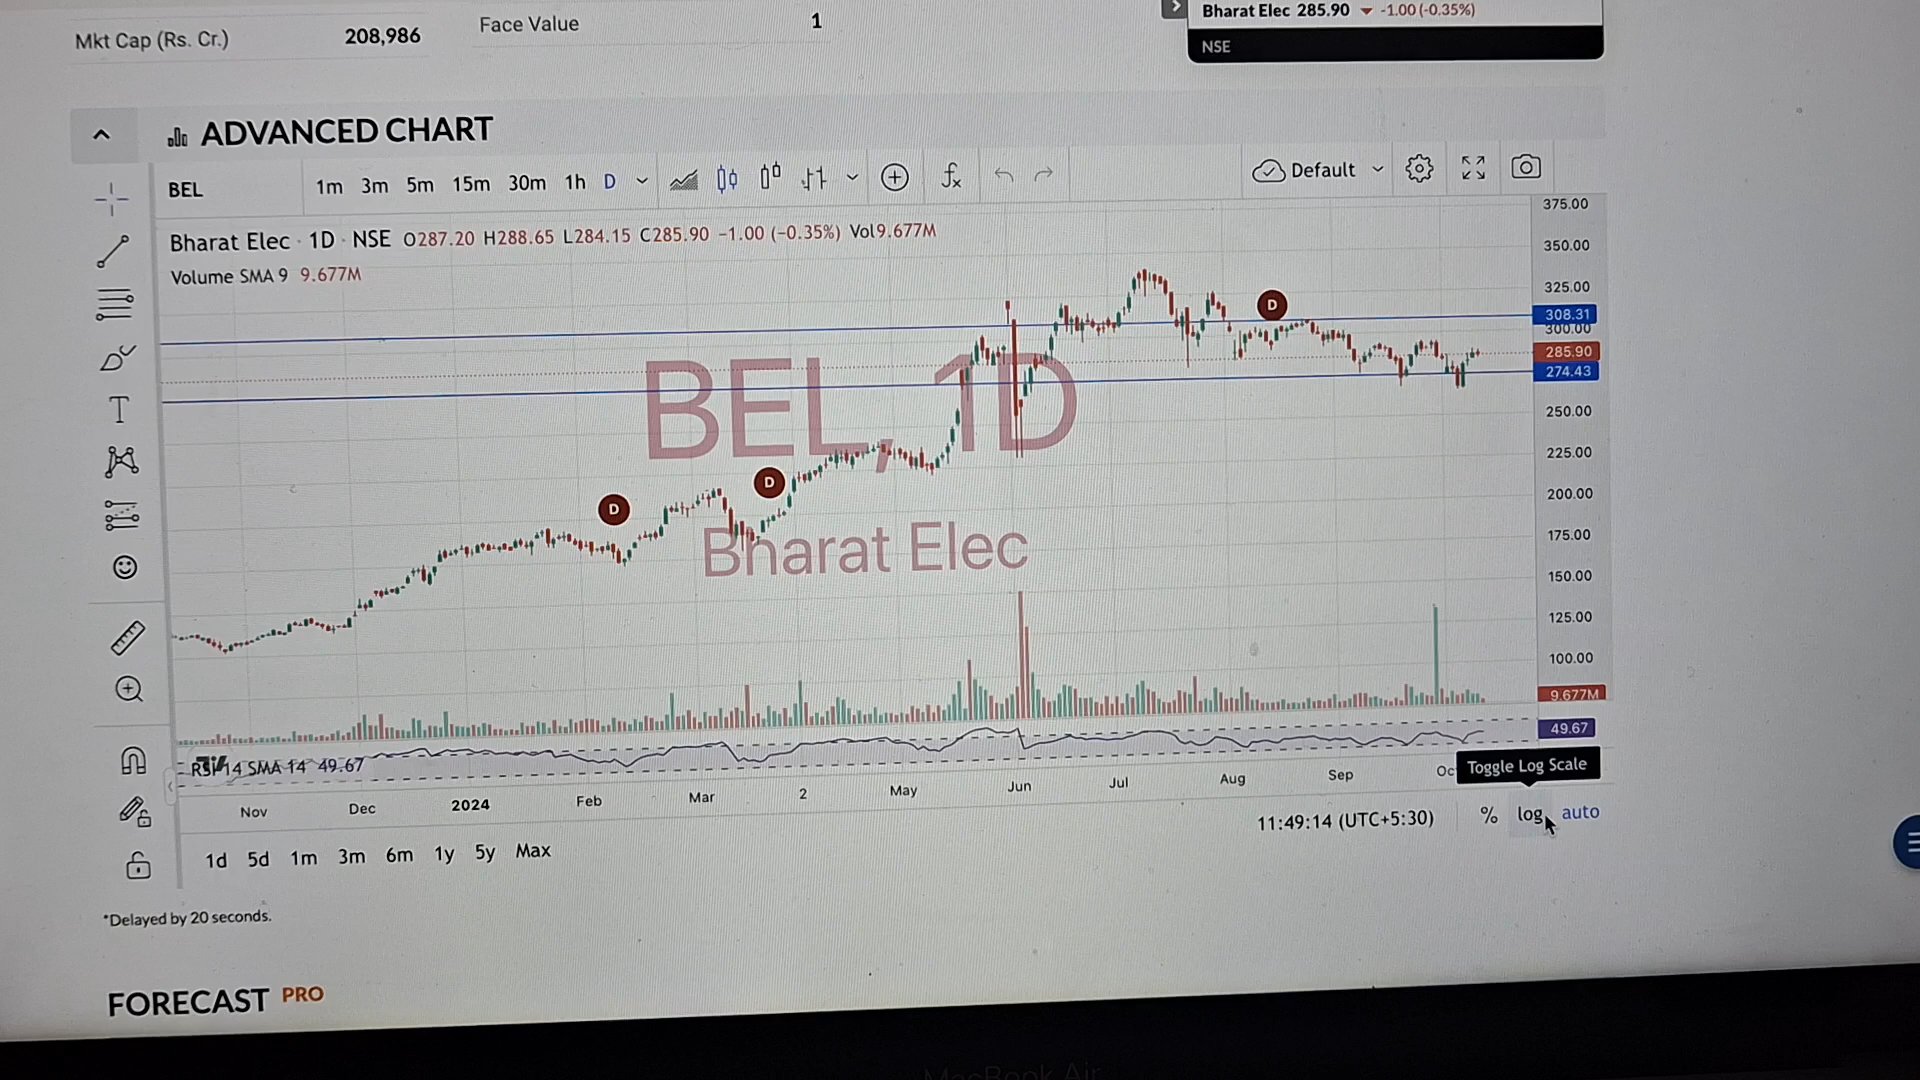 Mkt Cap (Rs. Cr.) 208,986 Face Value 1
Bharat Elec 285.90 -1.00 (-0.35%)
NSE
ADVANCED CHART
BEL 1m 3m 5m 15m 30m 1h D Default
Bharat Elec · 1D · NSE O287.20 H288.65 L284.15 C285.90 −1.00 (−0.35%) Vol9.677M
Volume SMA 9 9.677M
375.00
350.00
325.00
308.31
300.00
285.90
274.43
250.00
225.00
200.00
175.00
150.00
125.00
100.00
9.677M
49.67
BEL, 1D
Bharat Elec
D
D
D
RSI 14 SMA 14 49.67
Toggle Log Scale
Nov Dec 2024 Feb Mar 2 May Jun Jul Aug Sep Oc
11:49:14 (UTC+5:30) % log auto
1d 5d 1m 3m 6m 1y 5y Max
*Delayed by 20 seconds.
FORECAST PRO
MacBook Air